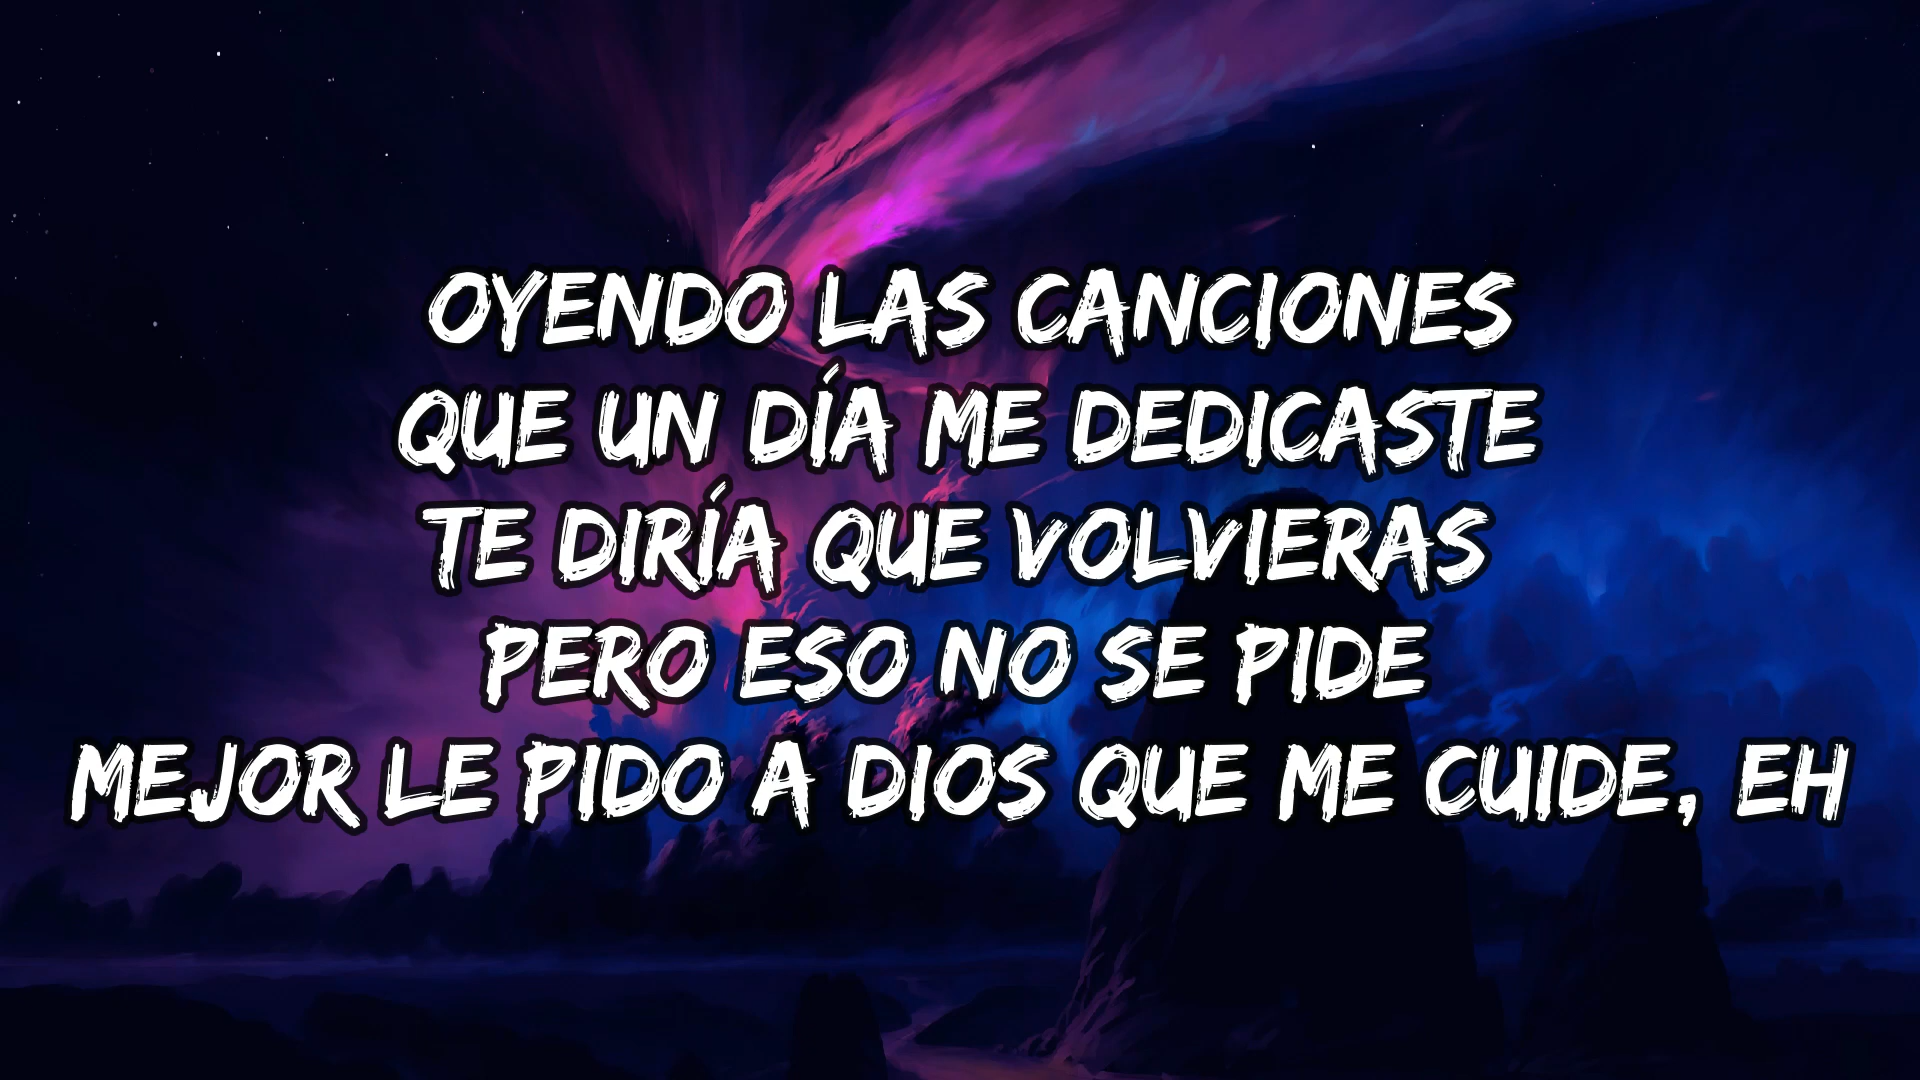 OYENDO LAS CANCIONES
QUE UN DÍA ME DEDICASTE
TE DIRÍA QUE VOLVIERAS
PERO ESO NO SE PIDE
MEJOR LE PIDO A DIOS QUE ME CUIDE, EH